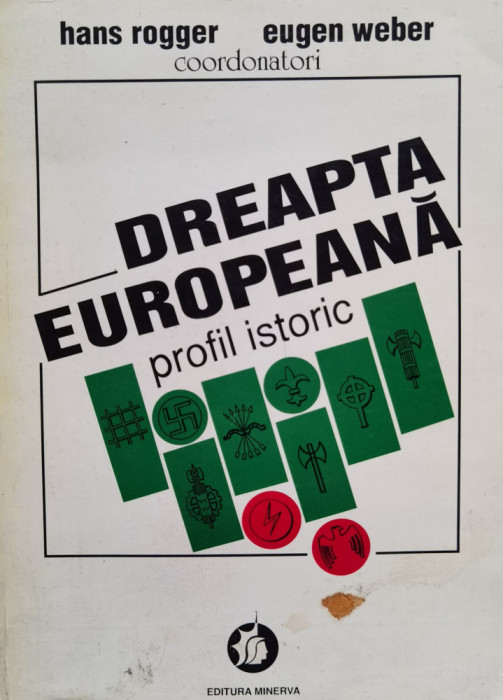 hans rogger eugen weber
coordonatori
DREAPTA
EUROPEANĂ
profil istoric
EDITURA MINERVA